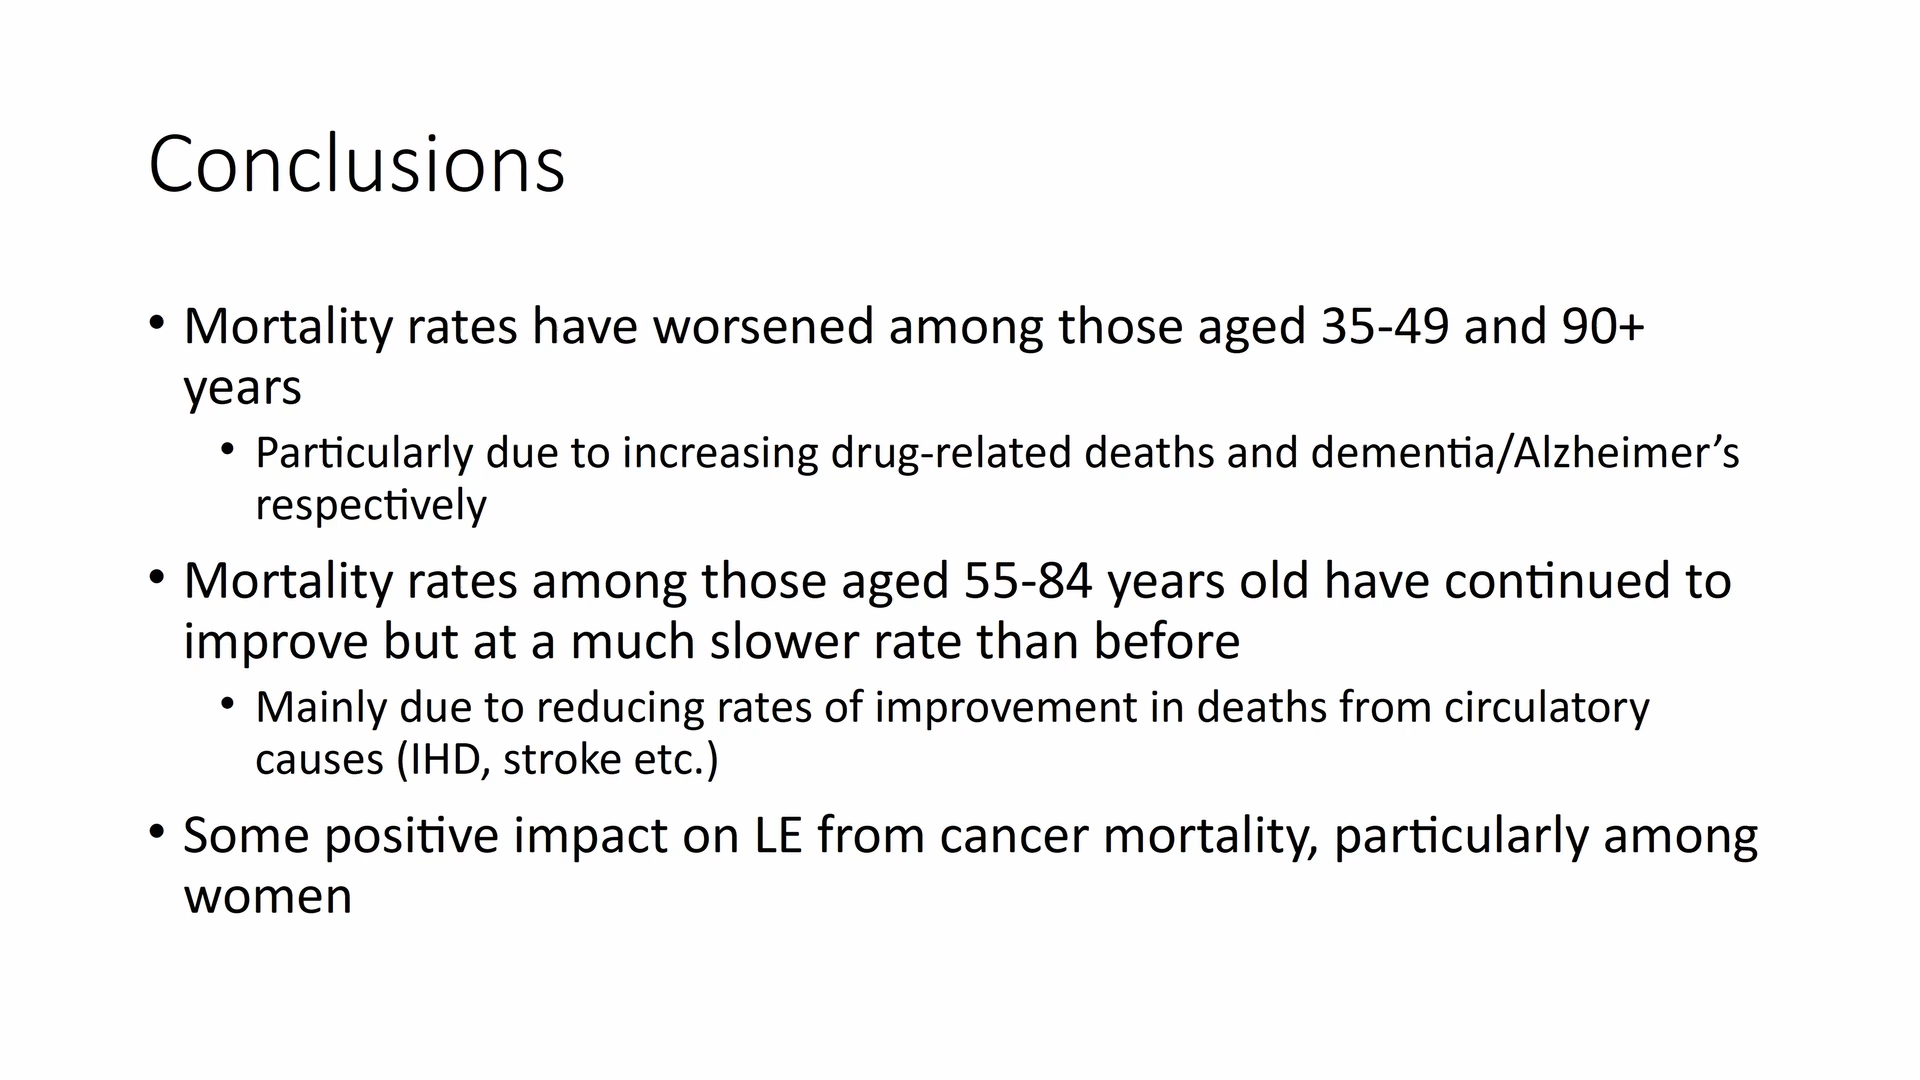 Conclusions
• Mortality rates have worsened among those aged 35-49 and 90+
years
• Particularly due to increasing drug-related deaths and dementia/Alzheimer’s
respectively
• Mortality rates among those aged 55-84 years old have continued to
improve but at a much slower rate than before
• Mainly due to reducing rates of improvement in deaths from circulatory
causes (IHD, stroke etc.)
• Some positive impact on LE from cancer mortality, particularly among
women